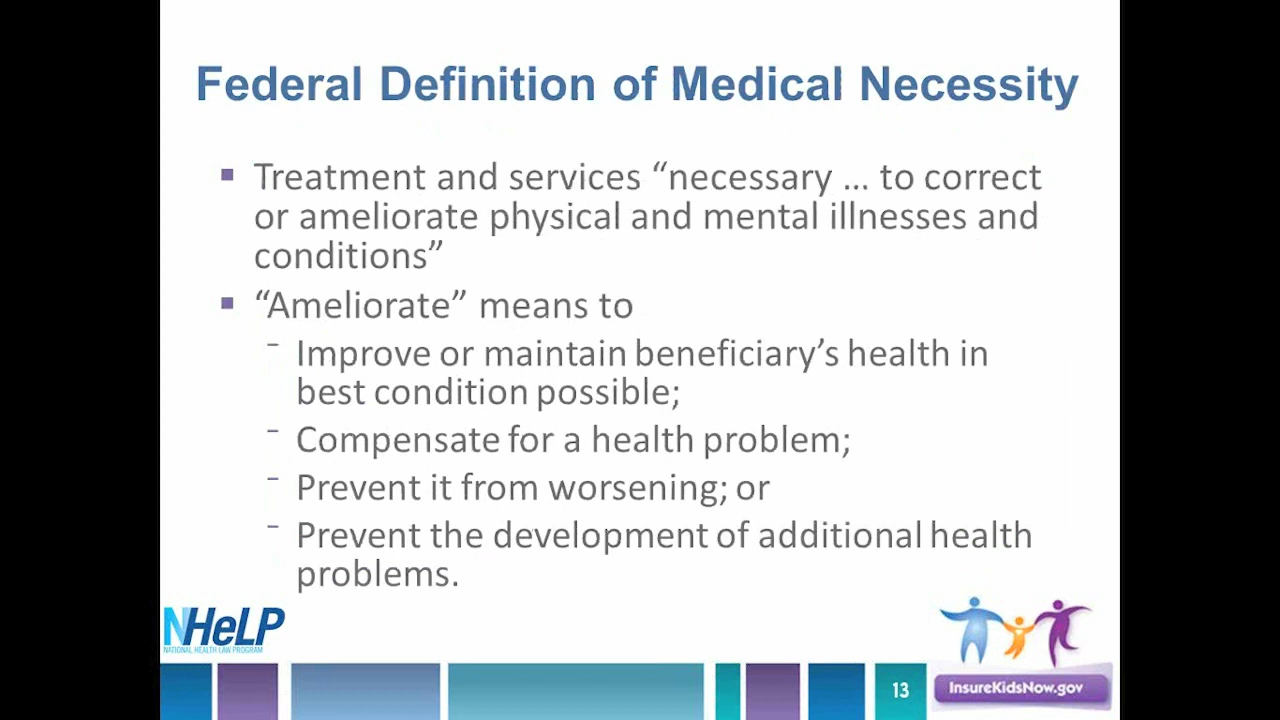 Federal Definition of Medical Necessity
▪ Treatment and services “necessary … to correct
or ameliorate physical and mental illnesses and
conditions”
▪ “Ameliorate” means to
⁻ Improve or maintain beneficiary’s health in
best condition possible;
⁻ Compensate for a health problem;
⁻ Prevent it from worsening; or
⁻ Prevent the development of additional health
problems.
NHeLP
NATIONAL HEALTH LAW PROGRAM
13
InsureKidsNow.gov